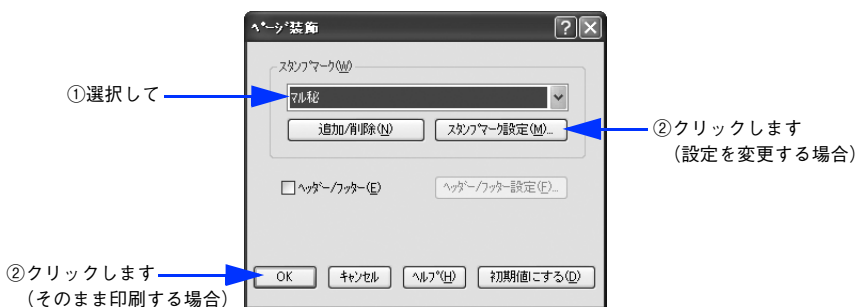 ﾍﾟｰｼﾞ装飾
ｽﾀﾝﾌﾟﾏｰｸ(W)
①選択して
ﾏﾙ秘
追加/削除(N)
ｽﾀﾝﾌﾟﾏｰｸ設定(M)...
②クリックします
（設定を変更する場合）
ﾍｯﾀﾞｰ/ﾌｯﾀｰ(E)
ﾍｯﾀﾞｰ/ﾌｯﾀｰ設定(F)...
②クリックします
（そのまま印刷する場合）
OK
ｷｬﾝｾﾙ
ﾍﾙﾌﾟ(H)
初期値にする(D)